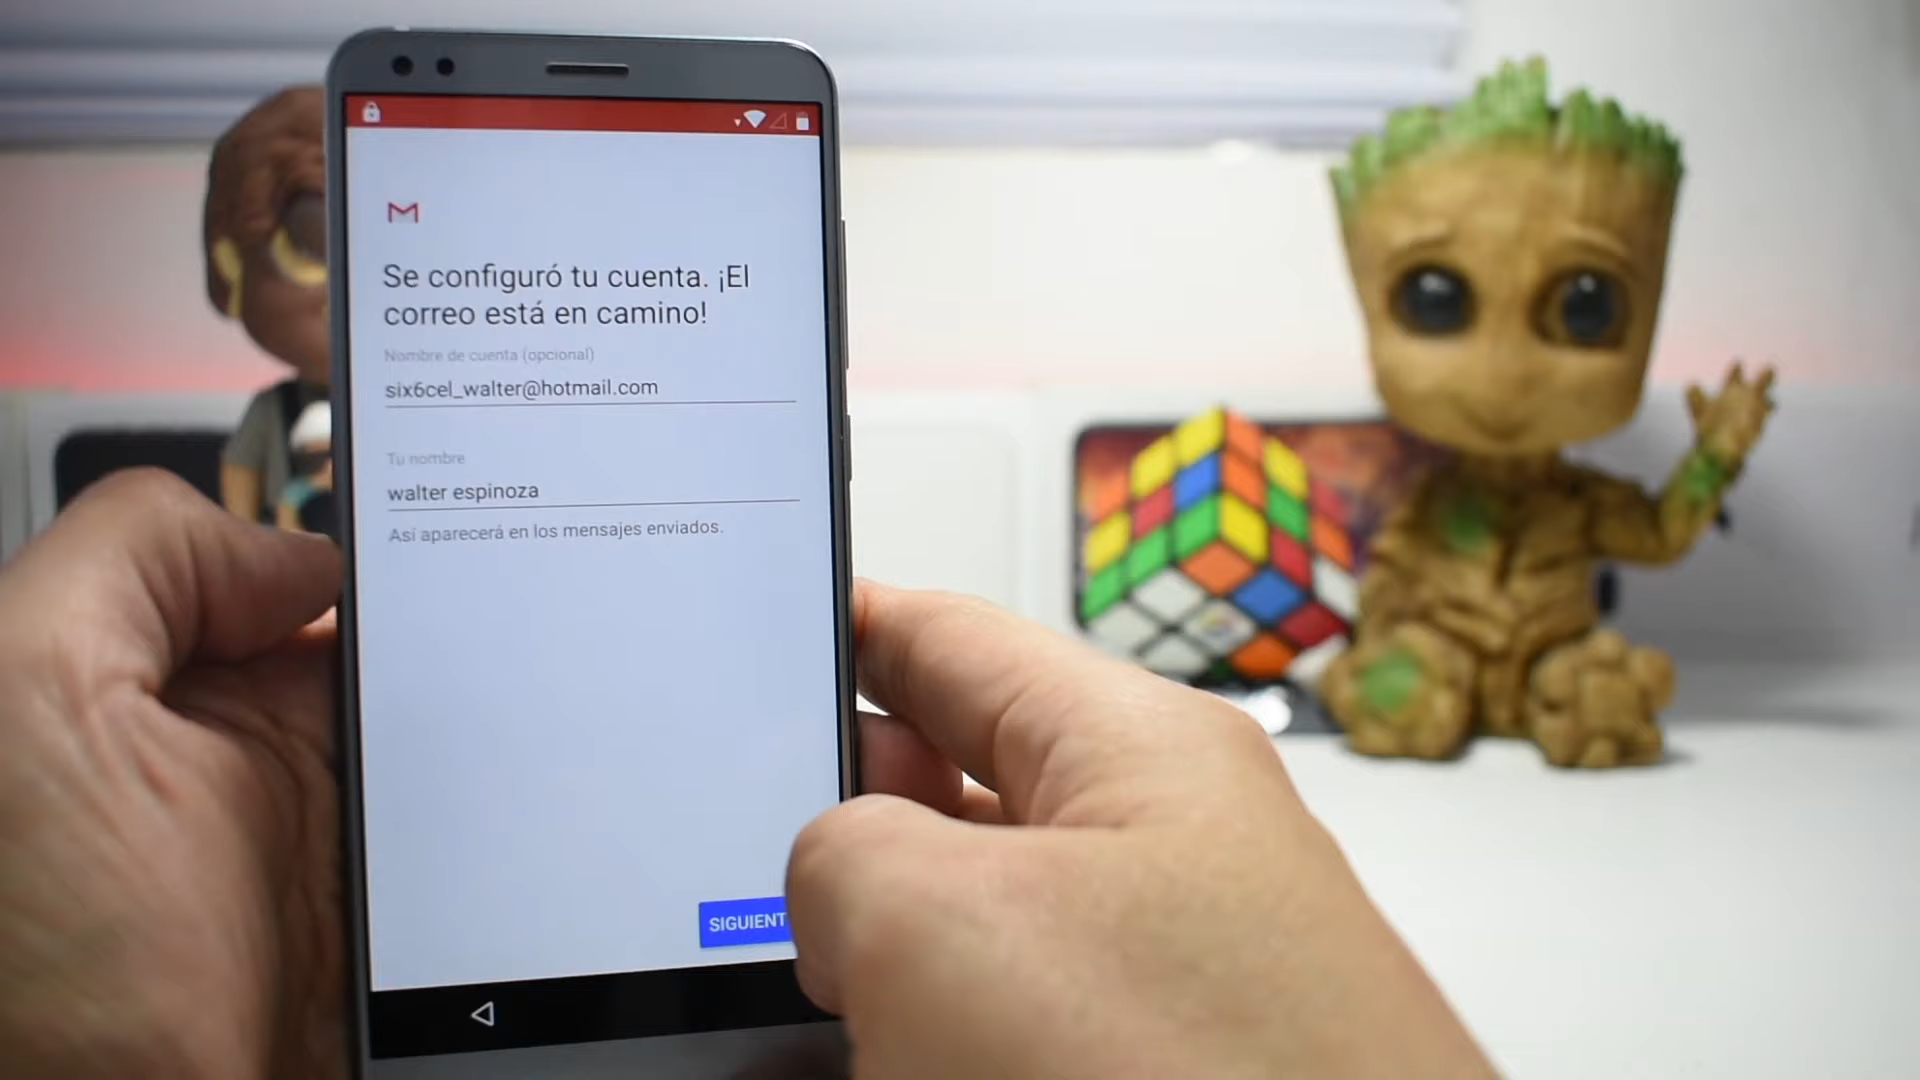 Se configuró tu cuenta. ¡El
correo está en camino!
Nombre de cuenta (opcional)
six6cel_walter@hotmail.com
Tu nombre
walter espinoza
Así aparecerá en los mensajes enviados.
SIGUIENT